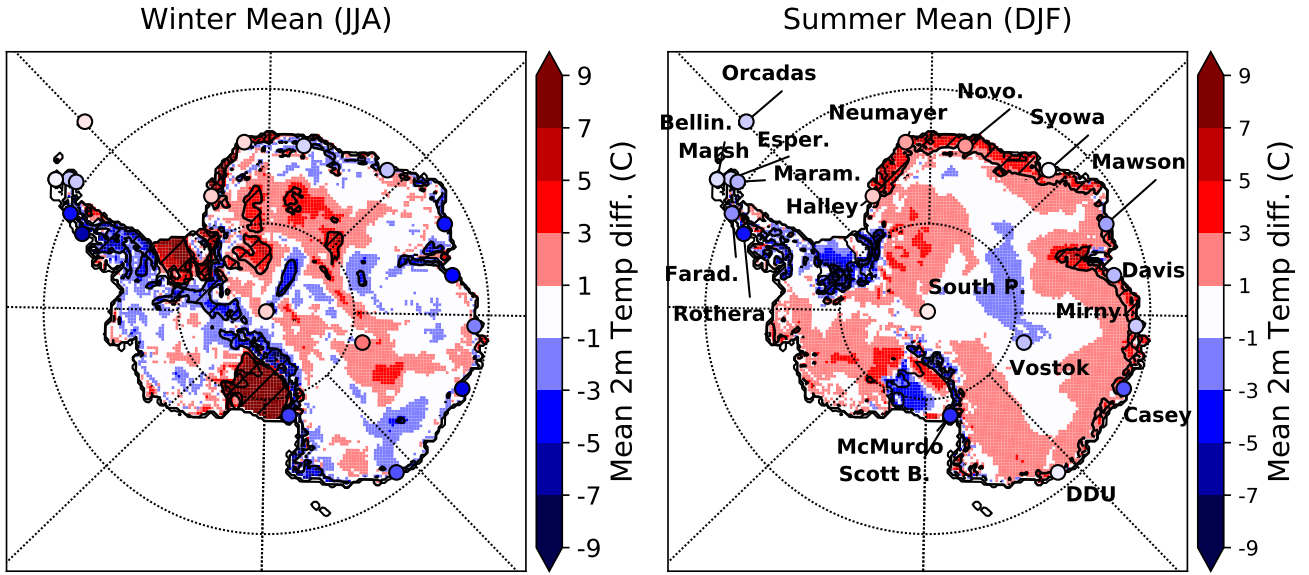 Winter Mean (JJA)
9
7
5
3
1
-1
-3
-5
-7
-9
Mean 2m Temp diff. (C)
Summer Mean (DJF)
Orcadas
Novo.
Neumayer
Syowa
Bellin.
Esper.
Marsh
Mawson
Maram.
Halley
Farad.
Davis
South P.
Rothera
Mirny
Vostok
Casey
McMurdo
Scott B.
DDU
9
7
5
3
1
-1
-3
-5
-7
-9
Mean 2m Temp diff. (C)